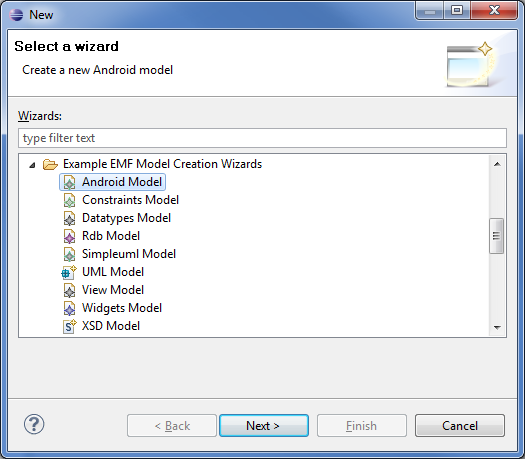 New
Select a wizard
Create a new Android model
Wizards:
type filter text
Example EMF Model Creation Wizards
Android Model
Constraints Model
Datatypes Model
Rdb Model
Simpleuml Model
UML Model
View Model
Widgets Model
XSD Model
< Back Next > Finish Cancel